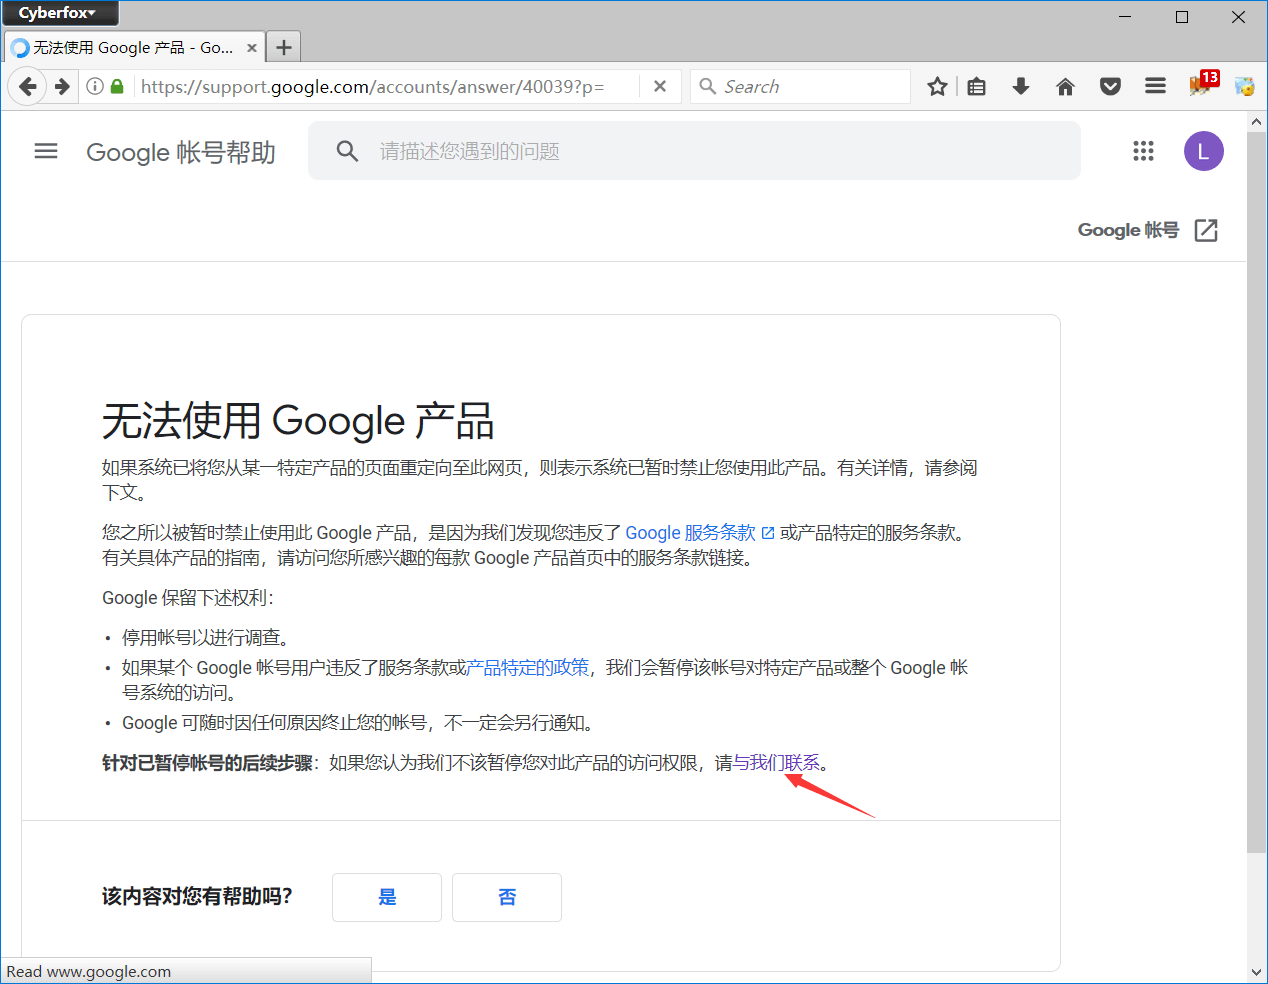 Cyberfox
无法使用 Google 产品 - Go...
https://support.google.com/accounts/answer/40039?p=
Search
13
Google 帐号帮助
请描述您遇到的问题
L
Google 帐号
无法使用 Google 产品
如果系统已将您从某一特定产品的页面重定向至此网页，则表示系统已暂时禁止您使用此产品。有关详情，请参阅
下文。
您之所以被暂时禁止使用此 Google 产品，是因为我们发现您违反了 Google 服务条款 或产品特定的服务条款。
有关具体产品的指南，请访问您所感兴趣的每款 Google 产品首页中的服务条款链接。
Google 保留下述权利：
• 停用帐号以进行调查。
• 如果某个 Google 帐号用户违反了服务条款或产品特定的政策，我们会暂停该帐号对特定产品或整个 Google 帐
号系统的访问。
• Google 可随时因任何原因终止您的帐号，不一定会另行通知。
针对已暂停帐号的后续步骤：如果您认为我们不该暂停您对此产品的访问权限，请与我们联系。
该内容对您有帮助吗？
是
否
Read www.google.com